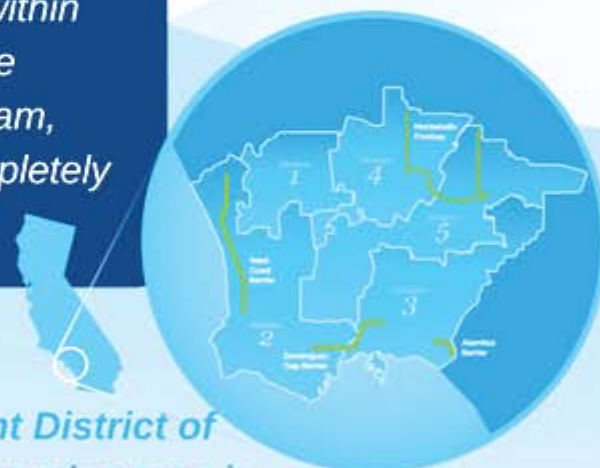 within
e
am,
pletely
1
4
5
3
2
West
Coast
Barrier
Dominguez
Gap Barrier
Alamitos
Barrier
Montebello
Forebay
nt District of